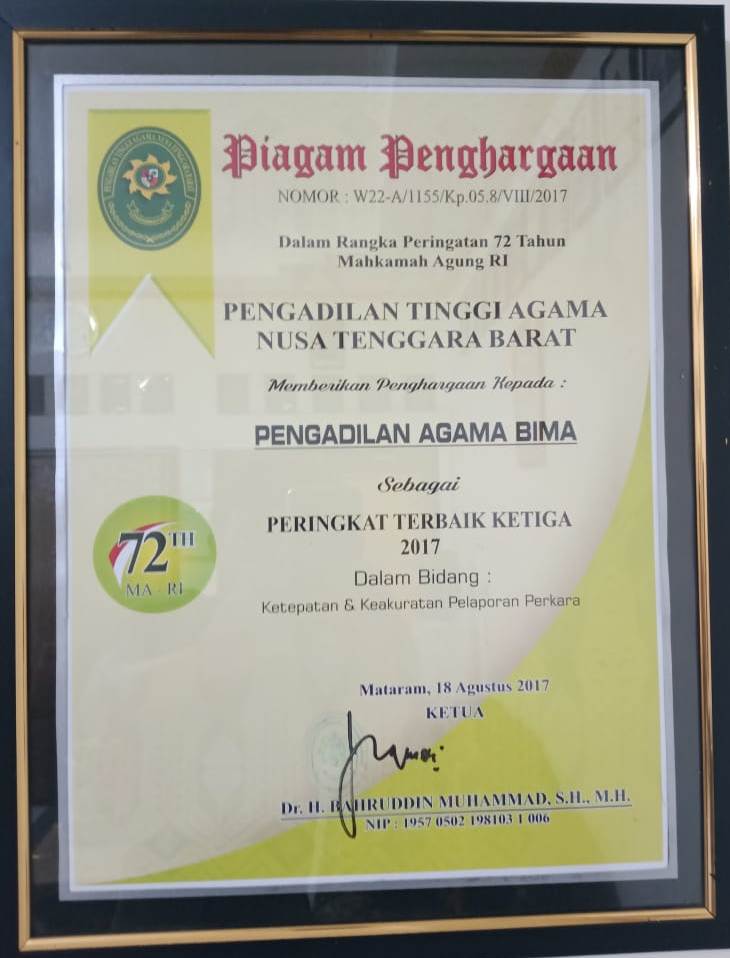 Piagam Penghargaan
NOMOR : W22-A/1155/Kp.05.8/VIII/2017
Dalam Rangka Peringatan 72 Tahun
Mahkamah Agung RI
PENGADILAN TINGGI AGAMA
NUSA TENGGARA BARAT
Memberikan Penghargaan Kepada :
PENGADILAN AGAMA BIMA
Sebagai
PERINGKAT TERBAIK KETIGA
2017
Dalam Bidang :
Ketepatan & Keakuratan Pelaporan Perkara
72TH
MA - RI
Mataram, 18 Agustus 2017
KETUA
Dr. H. BAHRUDDIN MUHAMMAD, S.H., M.H.
NIP : 1957 0502 198103 1 006